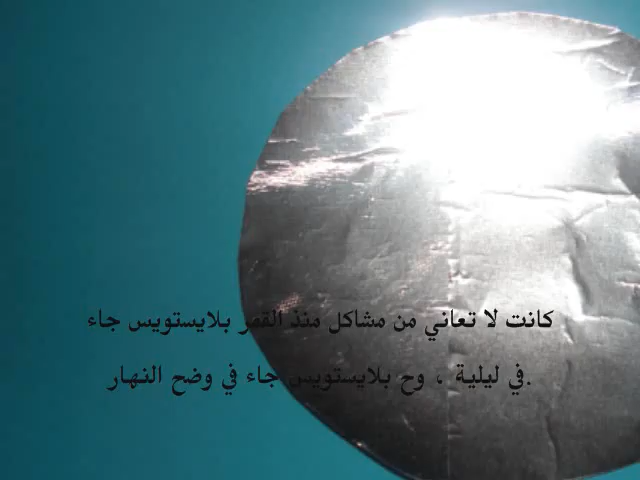 كانت لا تعاني من مشاكل منذ القمر بلايستويس جاء
في ليلية ، وح بلايستويس جاء في وضح النهار.